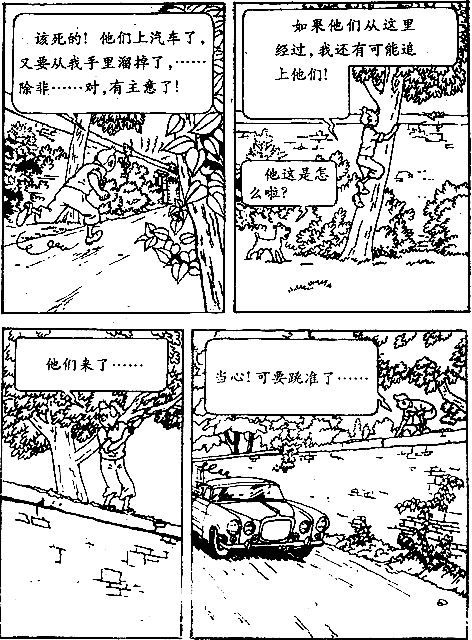 该死的！他们上汽车了，
又要从我手里溜掉了，……
除非……对，有主意了！
如果他们从这里
经过，我还有可能追
上他们！
他这是怎
么啦？
他们来了……
当心！可要跳准了……